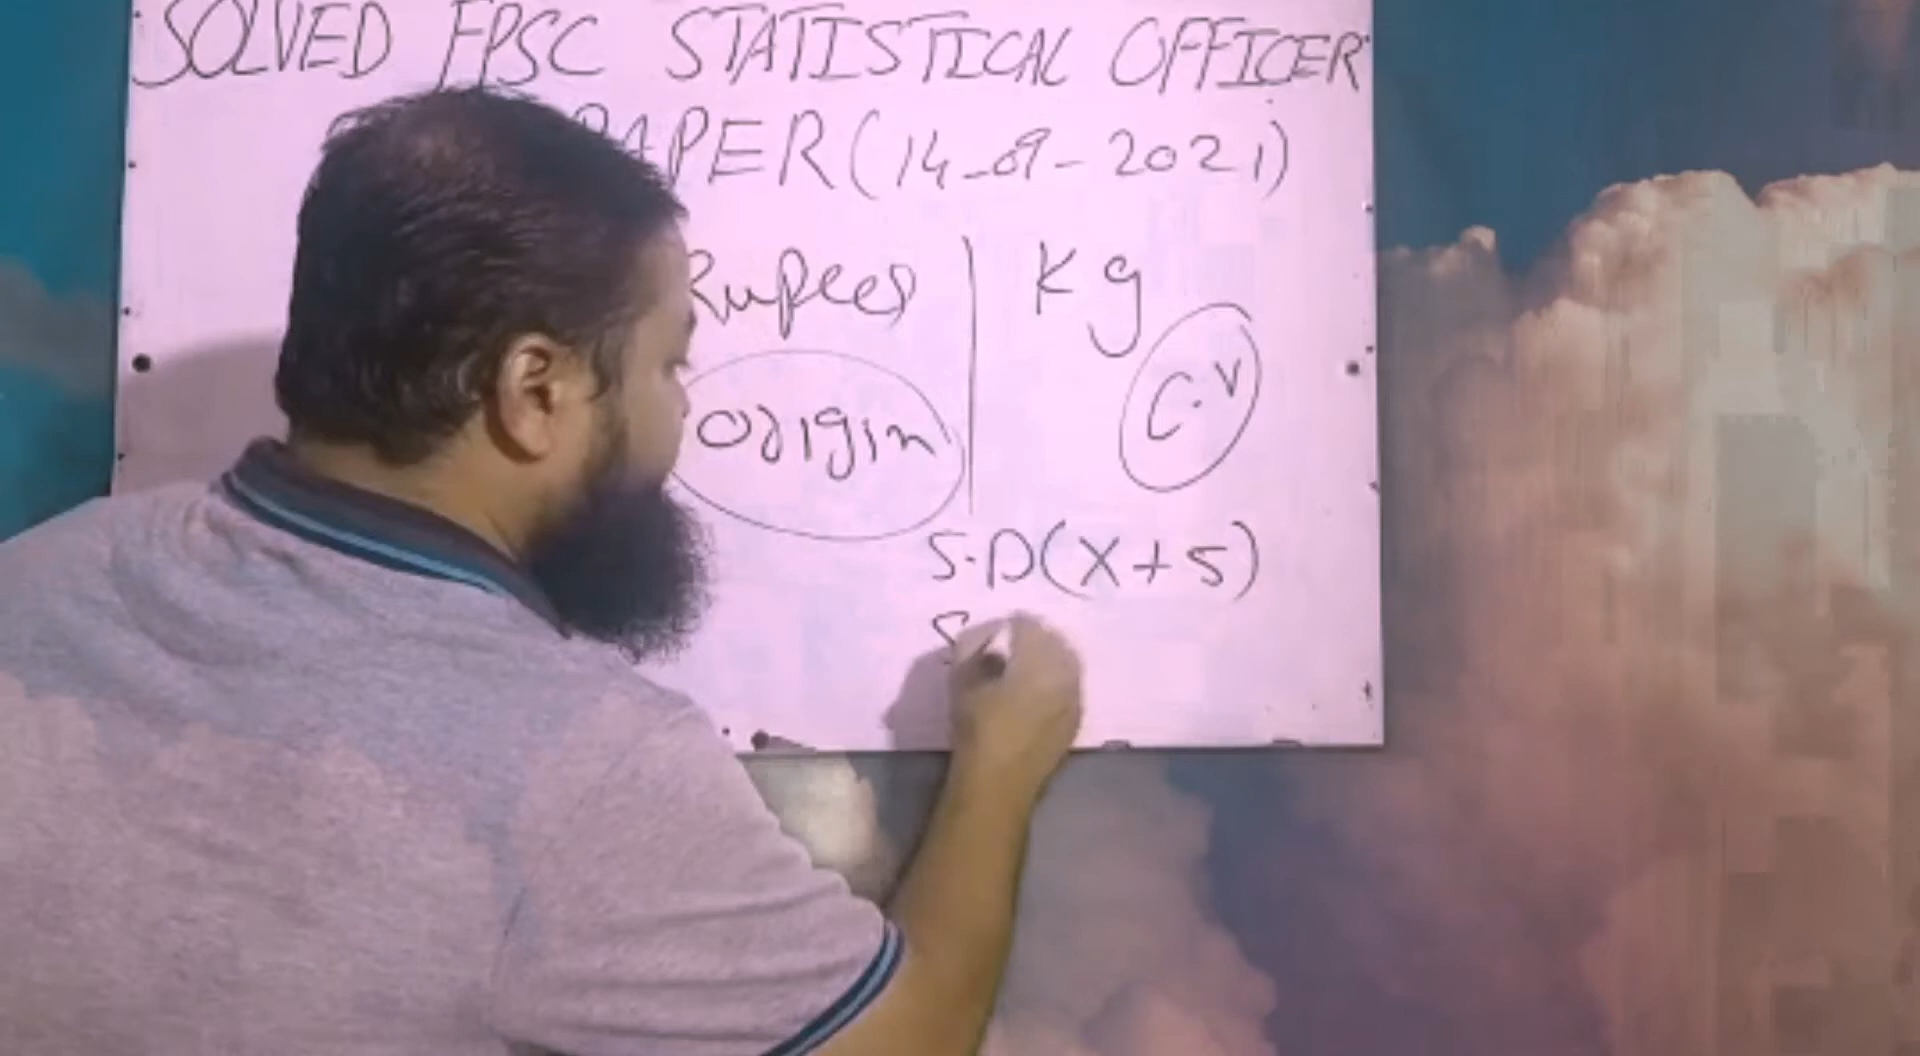 SOLVED FPSC STATISTICAL OFFICER
PAPER (14-09-2021)
Rupees Kg
origin C.V
S.D(X+5)
S